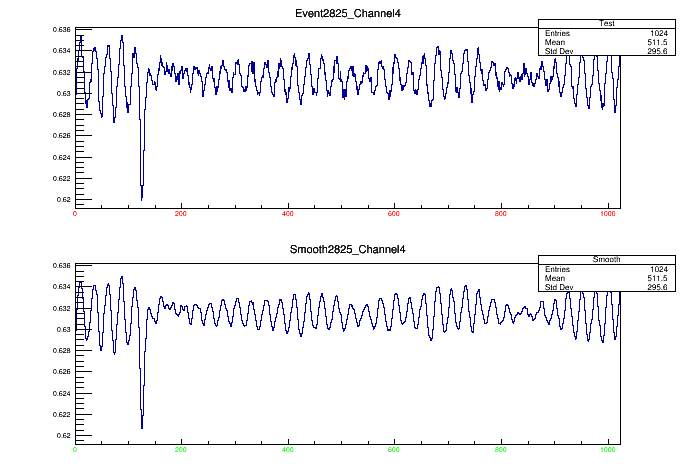 Event2825_Channel4
Test
Entries 1024
Mean 511.5
Std Dev 295.6
0.636
0.634
0.632
0.63
0.628
0.626
0.624
0.622
0.62
0 200 400 600 800 1000
Smooth2825_Channel4
Smooth
Entries 1024
Mean 511.5
Std Dev 295.6
0.636
0.634
0.632
0.63
0.628
0.626
0.624
0.622
0.62
0 200 400 600 800 1000